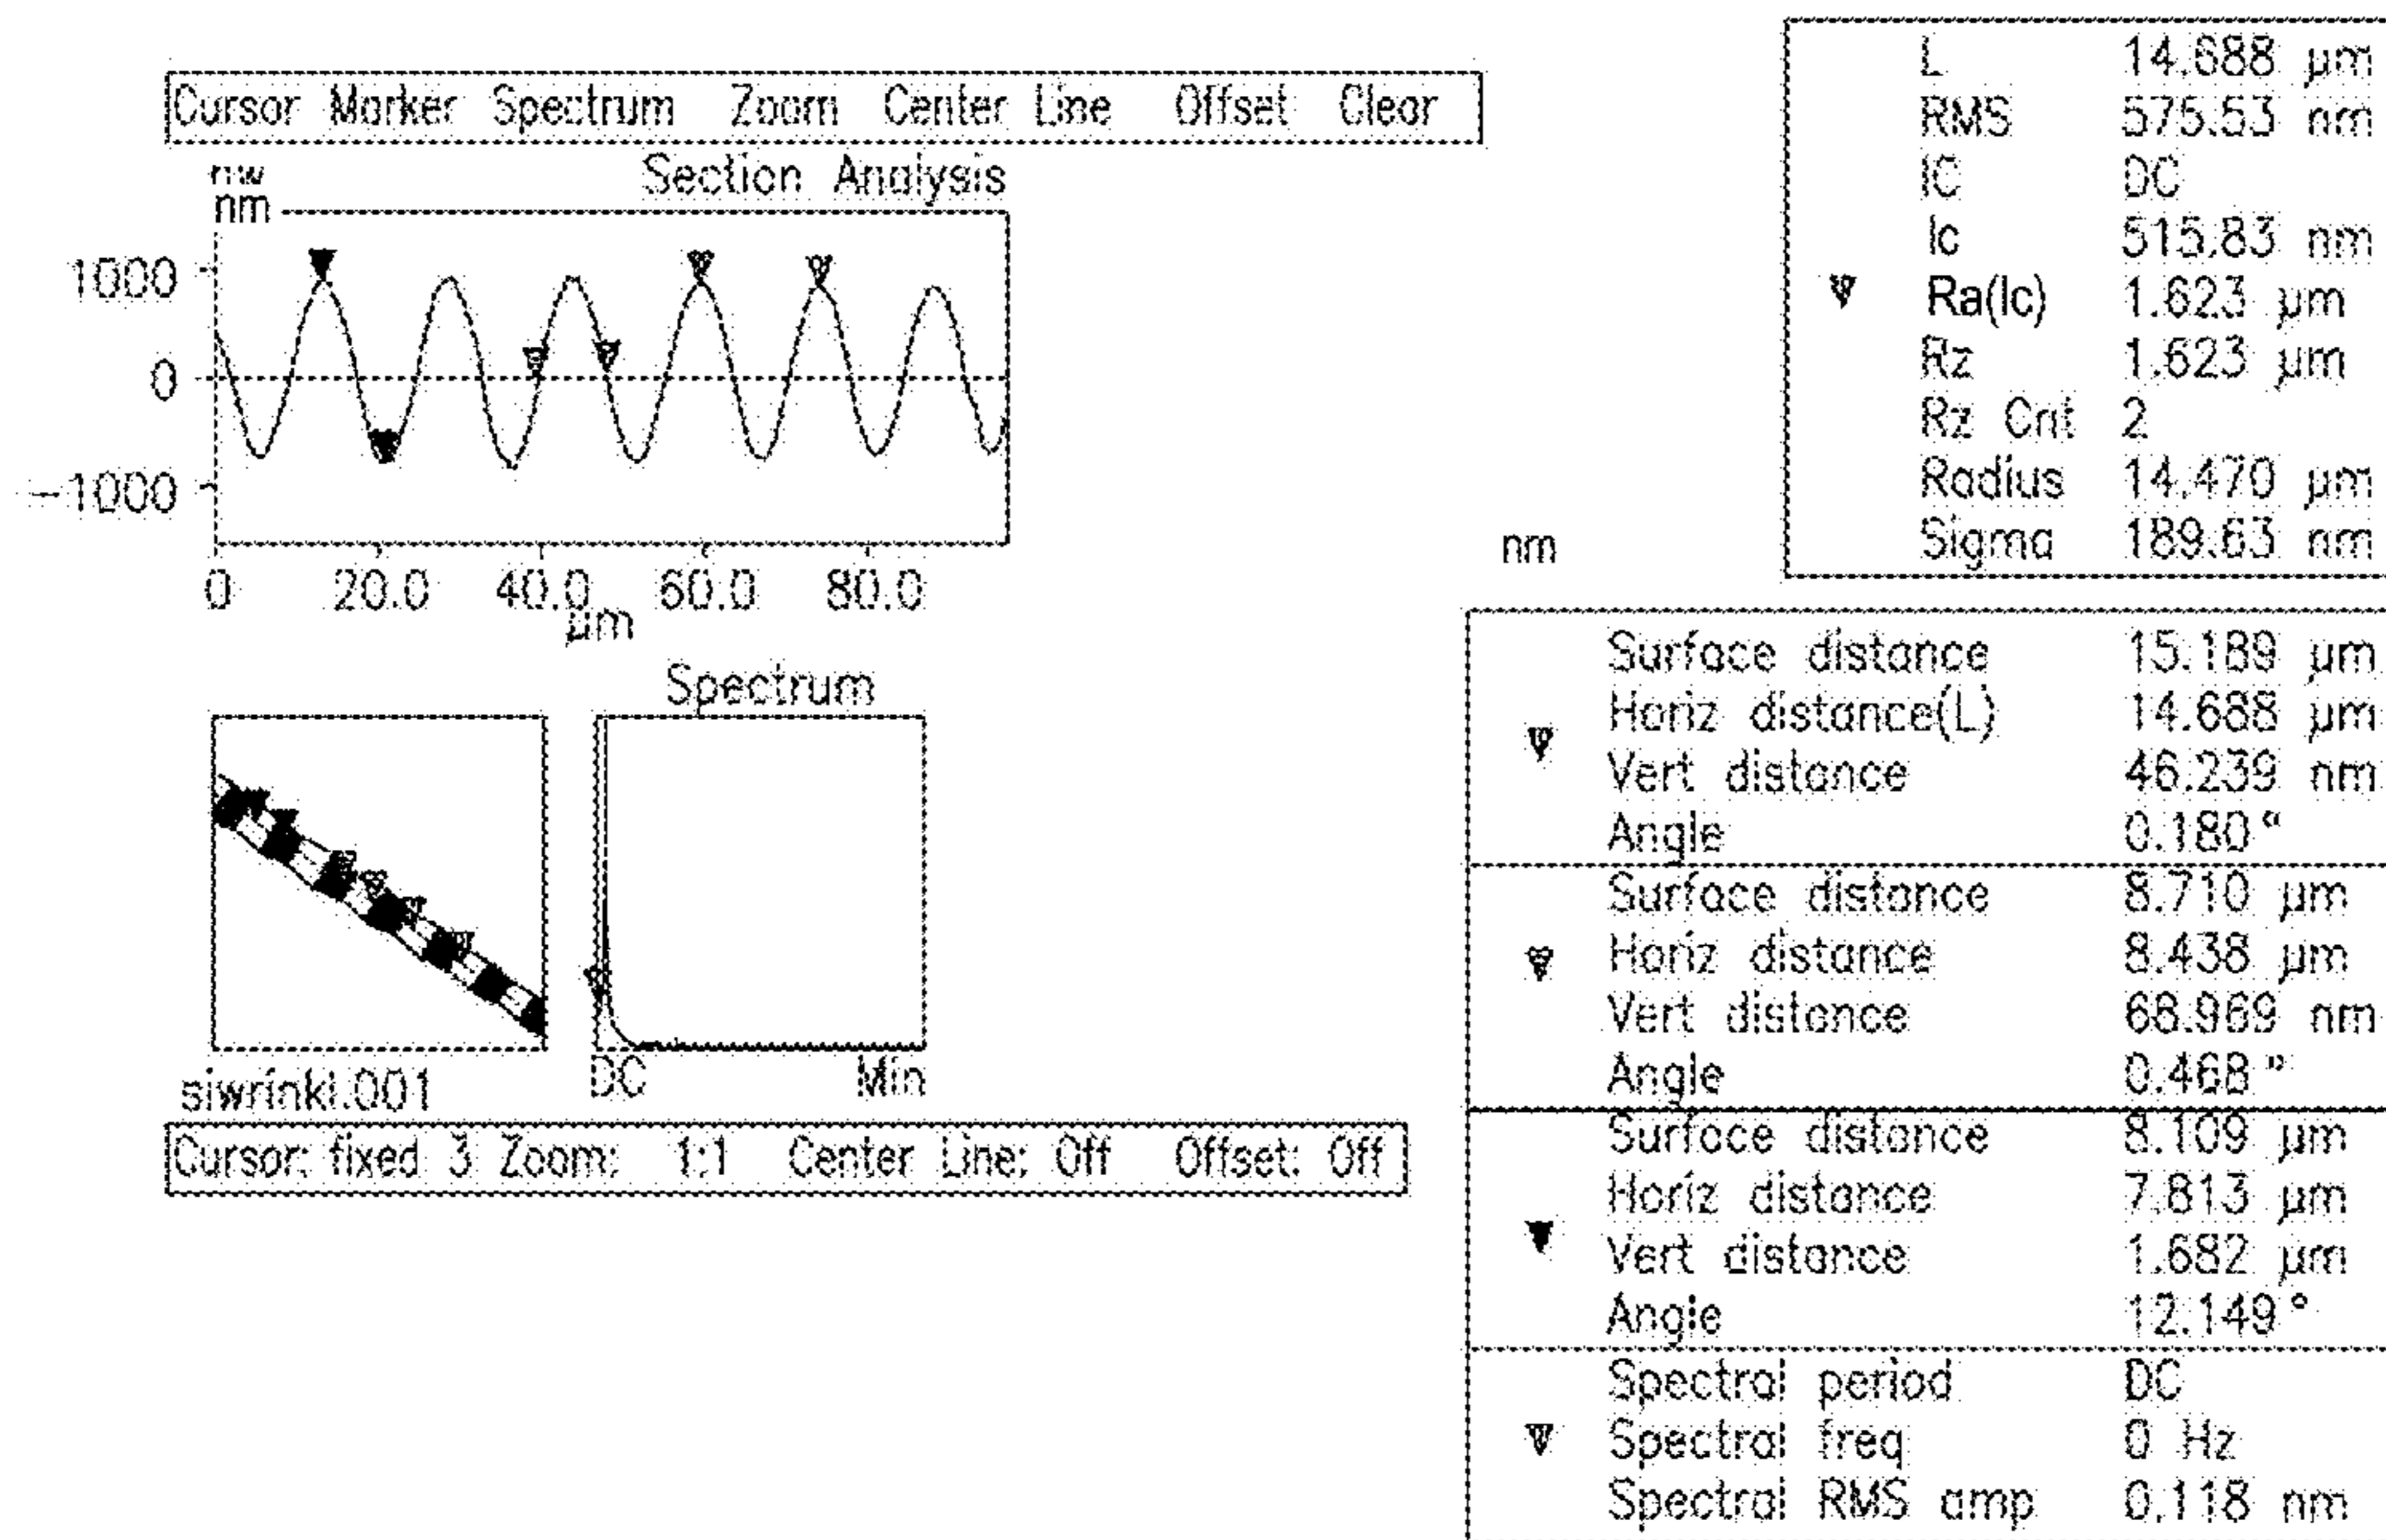 Cursor Marker Spectrum Zoom Center Line Offset Clear
Section Analysis
nm
1000
0
-1000
0 20.0 40.0 60.0 80.0
µm
Spectrum
DC Min
siwrinkl.001
Cursor: fixed 3 Zoom: 1:1 Center Line: Off Offset: Off
nm
L 14.688 µm
RMS 575.53 nm
IC DC
Ic 515.83 nm
Ra(Ic) 1.623 µm
Rz 1.623 µm
Rz Cnt 2
Radius 14.470 µm
Sigma 189.63 nm
Surface distance 15.189 µm
Horiz distance(L) 14.688 µm
Vert distance 46.239 nm
Angle 0.180°
Surface distance 8.710 µm
Horiz distance 8.438 µm
Vert distance 68.969 nm
Angle 0.468°
Surface distance 8.109 µm
Horiz distance 7.813 µm
Vert distance 1.682 µm
Angle 12.149°
Spectral period DC
Spectral freq 0 Hz
Spectral RMS amp 0.118 nm